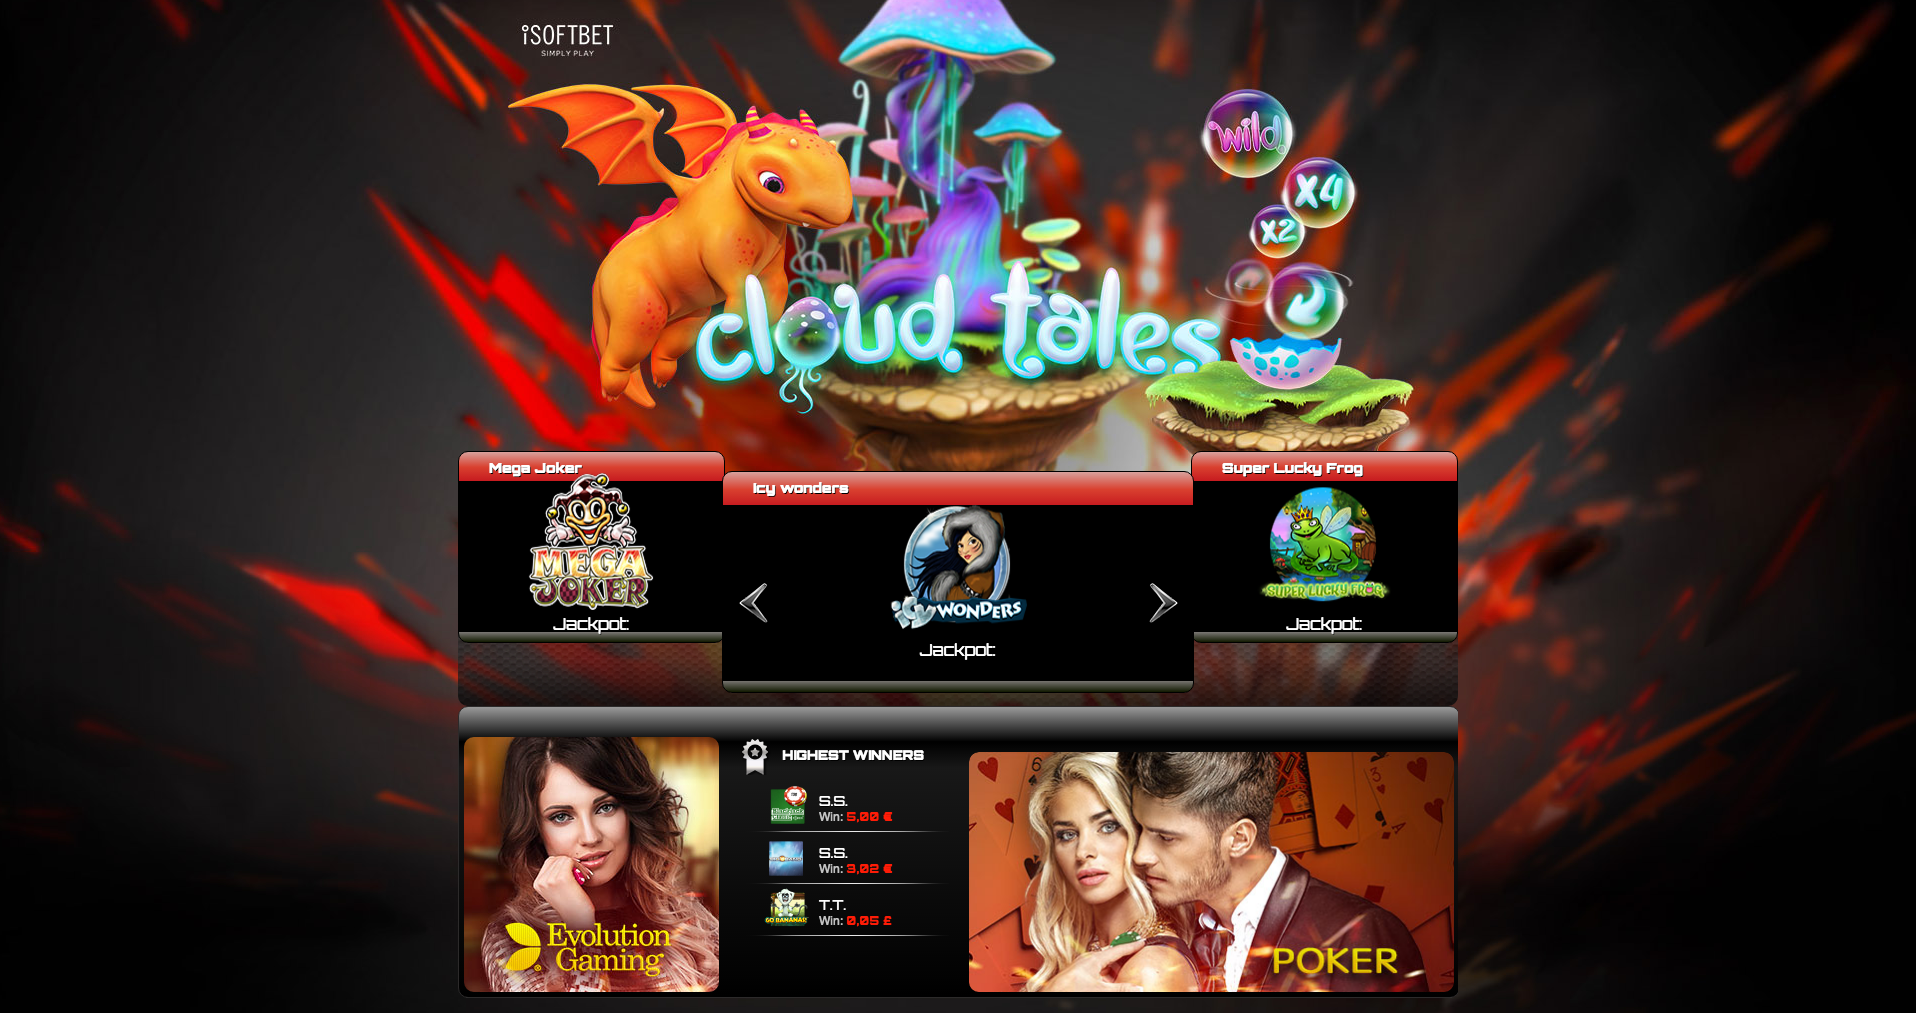 iSOFTBET
SIMPLY PLAY
wild
x4
x2
cloud tales
Mega Joker
MEGA
JOKER
Jackpot:
Icy wonders
ICY WONDERS
Jackpot:
Super Lucky Frog
SUPER LUCKY FROG
Jackpot:
Evolution
Gaming
HIGHEST WINNERS
S.S.
Win: 5,00 €
S.S.
Win: 3,02 €
GO BANANAS
T.T.
Win: 0,05 £
POKER